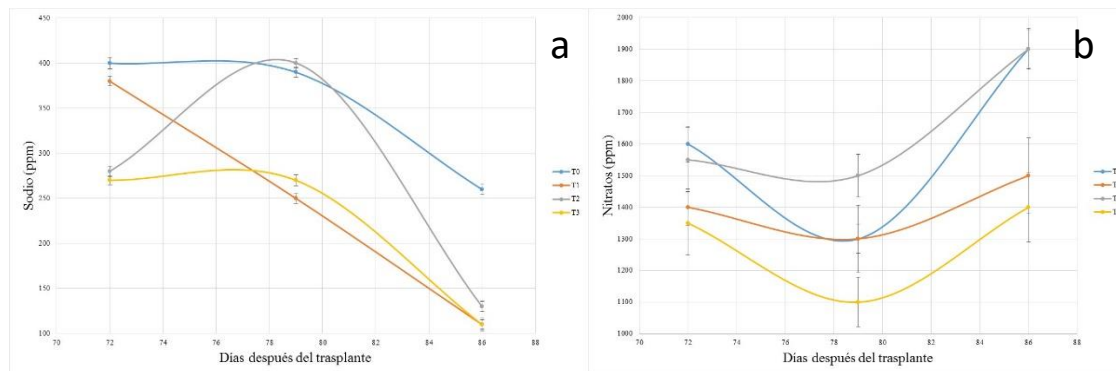 a
450
400
350
300
250
200
150
100
Sodio (ppm)
70 72 74 76 78 80 82 84 86 88
Días después del trasplante
T0
T1
T2
T3
b
2000
1900
1800
1700
1600
1500
1400
1300
1200
1100
1000
Nitratos (ppm)
70 72 74 76 78 80 82 84 86 88
Días después del trasplante
T
T
T
T